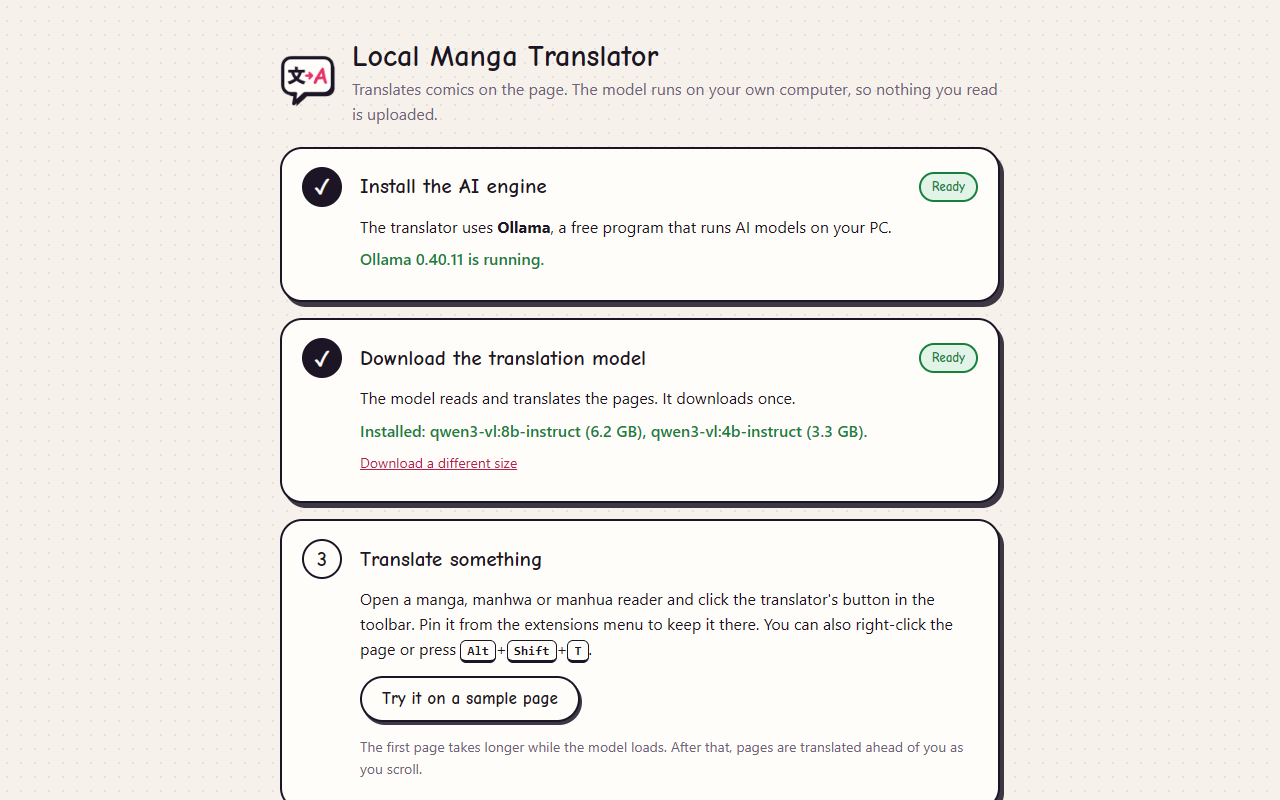 文→A
Local Manga Translator
Translates comics on the page. The model runs on your own computer, so nothing you read
is uploaded.
✓
Install the AI engine
Ready
The translator uses Ollama, a free program that runs AI models on your PC.
Ollama 0.40.11 is running.
✓
Download the translation model
Ready
The model reads and translates the pages. It downloads once.
Installed: qwen3-vl:8b-instruct (6.2 GB), qwen3-vl:4b-instruct (3.3 GB).
Download a different size
3
Translate something
Open a manga, manhwa or manhua reader and click the translator's button in the
toolbar. Pin it from the extensions menu to keep it there. You can also right-click the
page or press Alt+Shift+T.
Try it on a sample page
The first page takes longer while the model loads. After that, pages are translated ahead of you as
you scroll.